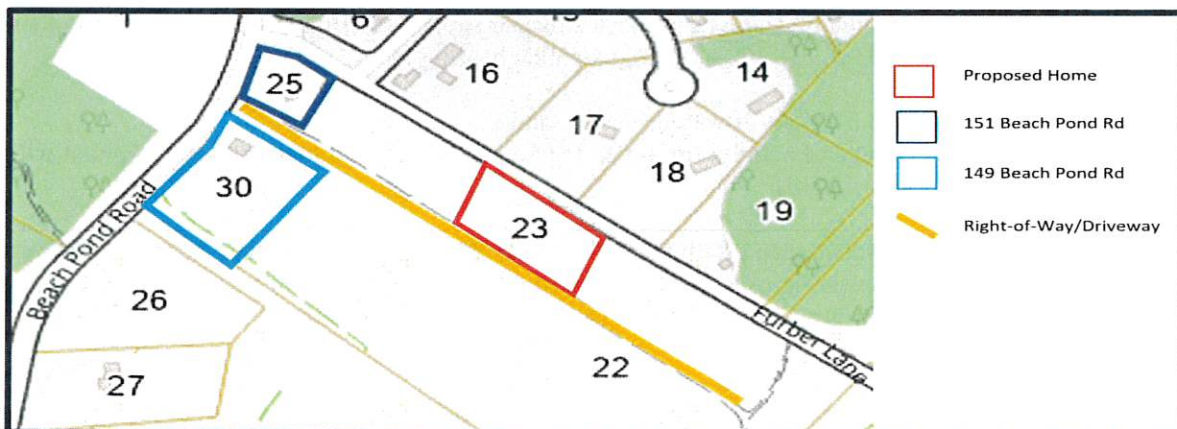 6
25
16
14
17
18
30
23
19
Beach Pond Road
26
27
22
Furber Lane
Proposed Home
151 Beach Pond Rd
149 Beach Pond Rd
Right-of-Way/Driveway